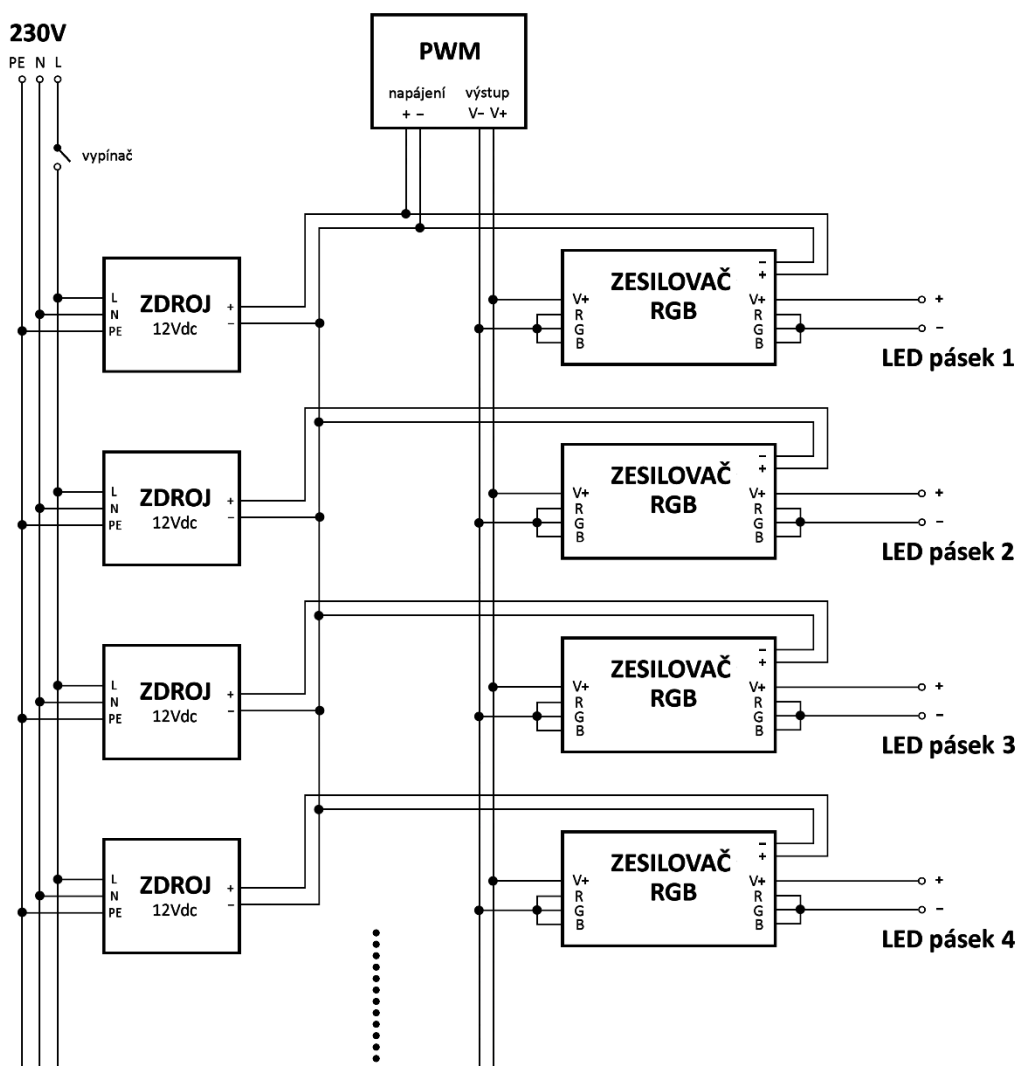 230V
PE N L
vypínač
PWM
napájení výstup
+ − V− V+
ZDROJ
12Vdc
L
N
PE
+
−
ZESILOVAČ
RGB
−
+
V+
R
G
B
V+
R
G
B
+
−
LED pásek 1
ZDROJ
12Vdc
L
N
PE
+
−
ZESILOVAČ
RGB
−
+
V+
R
G
B
V+
R
G
B
+
−
LED pásek 2
ZDROJ
12Vdc
L
N
PE
+
−
ZESILOVAČ
RGB
−
+
V+
R
G
B
V+
R
G
B
+
−
LED pásek 3
ZDROJ
12Vdc
L
N
PE
+
−
ZESILOVAČ
RGB
−
+
V+
R
G
B
V+
R
G
B
+
−
LED pásek 4